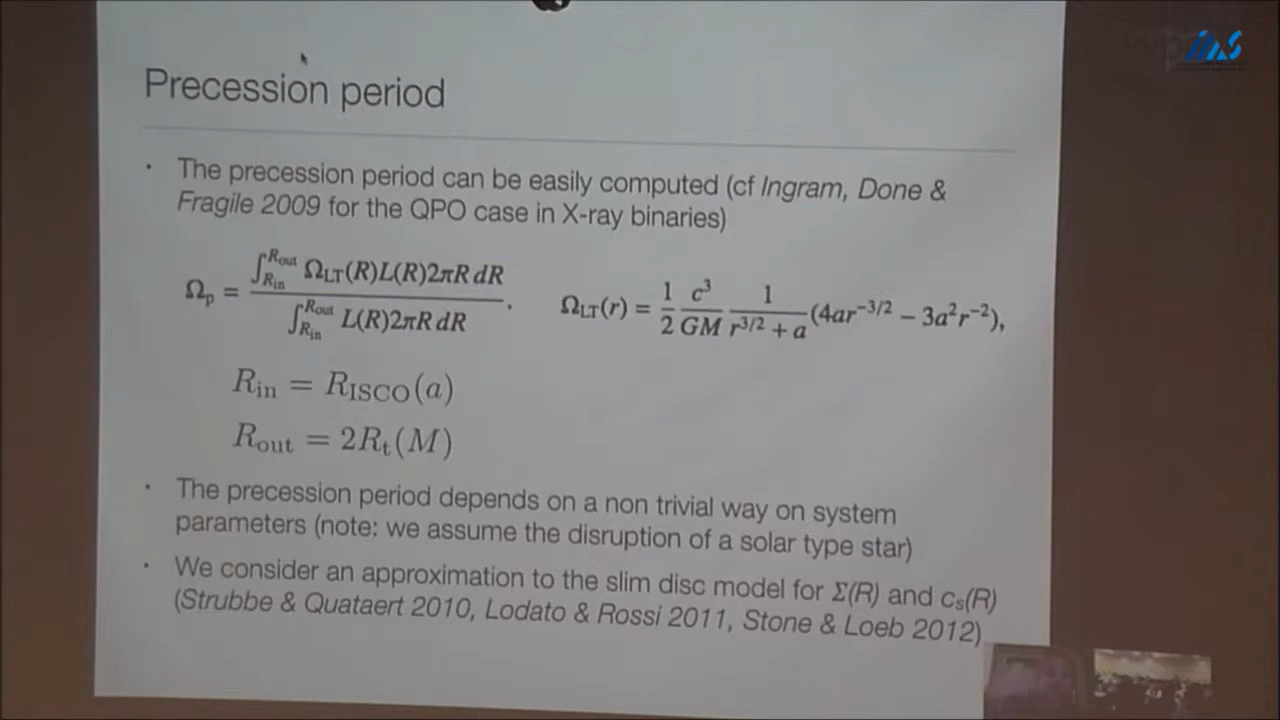 Precession period
· The precession period can be easily computed (cf Ingram, Done &
Fragile 2009 for the QPO case in X-ray binaries)
Ωp = ∫_{Rin}^{Rout} ΩLT(R)L(R)2πR dR / ∫_{Rin}^{Rout} L(R)2πR dR . ΩLT(r) = 1/2 c³/GM 1/(r^{3/2} + a) (4ar^{−3/2} − 3a²r^{−2}),
Rin = RISCO(a)
Rout = 2Rt(M)
· The precession period depends on a non trivial way on system
parameters (note: we assume the disruption of a solar type star)
· We consider an approximation to the slim disc model for Σ(R) and cs(R)
(Strubbe & Quataert 2010, Lodato & Rossi 2011, Stone & Loeb 2012)